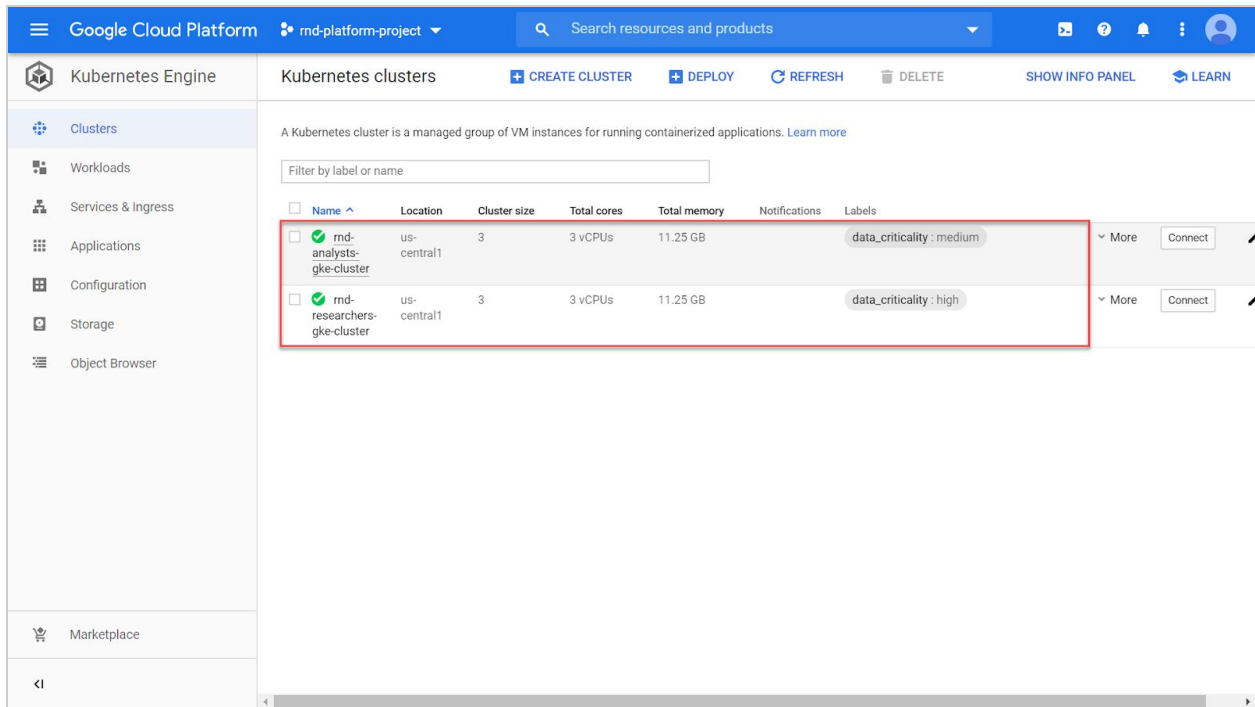 Google Cloud Platform rnd-platform-project Search resources and products
Kubernetes Engine Kubernetes clusters CREATE CLUSTER DEPLOY REFRESH DELETE SHOW INFO PANEL LEARN
Clusters
Workloads
Services & Ingress
Applications
Configuration
Storage
Object Browser
Marketplace
A Kubernetes cluster is a managed group of VM instances for running containerized applications. Learn more
Filter by label or name
Name Location Cluster size Total cores Total memory Notifications Labels
rnd- us- 3 3 vCPUs 11.25 GB data_criticality : medium More Connect
analysts- central1
gke-cluster
rnd- us- 3 3 vCPUs 11.25 GB data_criticality : high More Connect
researchers- central1
gke-cluster